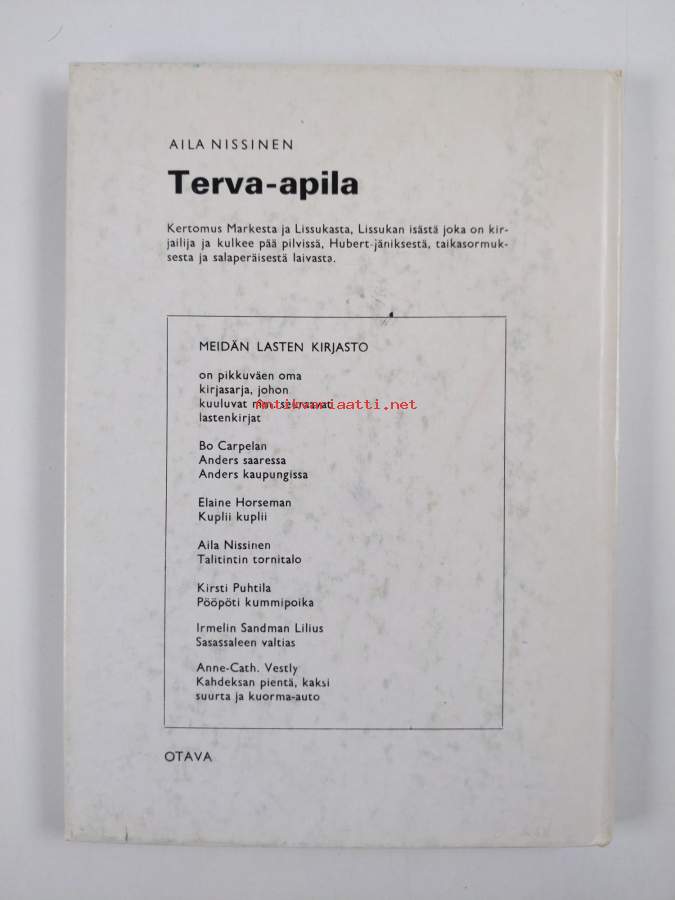 AILA NISSINEN
Terva-apila
Kertomus Markesta ja Lissukasta, Lissukan isästä joka on kir-
jailija ja kulkee pää pilvissä, Hubert-jäniksestä, taikasormuk-
sesta ja salaperäisestä laivasta.
MEIDÄN LASTEN KIRJASTO
on pikkuväen oma
kirjasarja, johon
kuuluvat mm. seuraavat
antikvariaatti.net
lastenkirjat
Bo Carpelan
Anders saaressa
Anders kaupungissa
Elaine Horseman
Kuplii kuplii
Aila Nissinen
Talitintin tornitalo
Kirsti Puhtila
Pööpöti kummipoika
Irmelin Sandman Lilius
Sasassaleen valtias
Anne-Cath. Vestly
Kahdeksan pientä, kaksi
suurta ja kuorma-auto
OTAVA